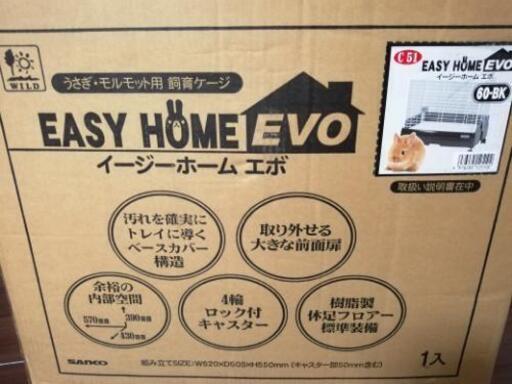 WILD
うさぎ・モルモット用 飼育ケージ
EASY HOME EVO
イージーホーム エボ
C51
EASY HOME EVO
イージーホーム エボ
60-BK
取扱い説明書在中
汚れを確実に
トレイに導く
ベースカバー
構造
取り外せる
大きな前面扉
余裕の
内部空間
570
390
430
4輪
ロック付
キャスター
樹脂製
休足フロアー
標準装備
SANKO
組み立てSIZE:W620×D505×H550mm(キャスター部50mm含む)
1入